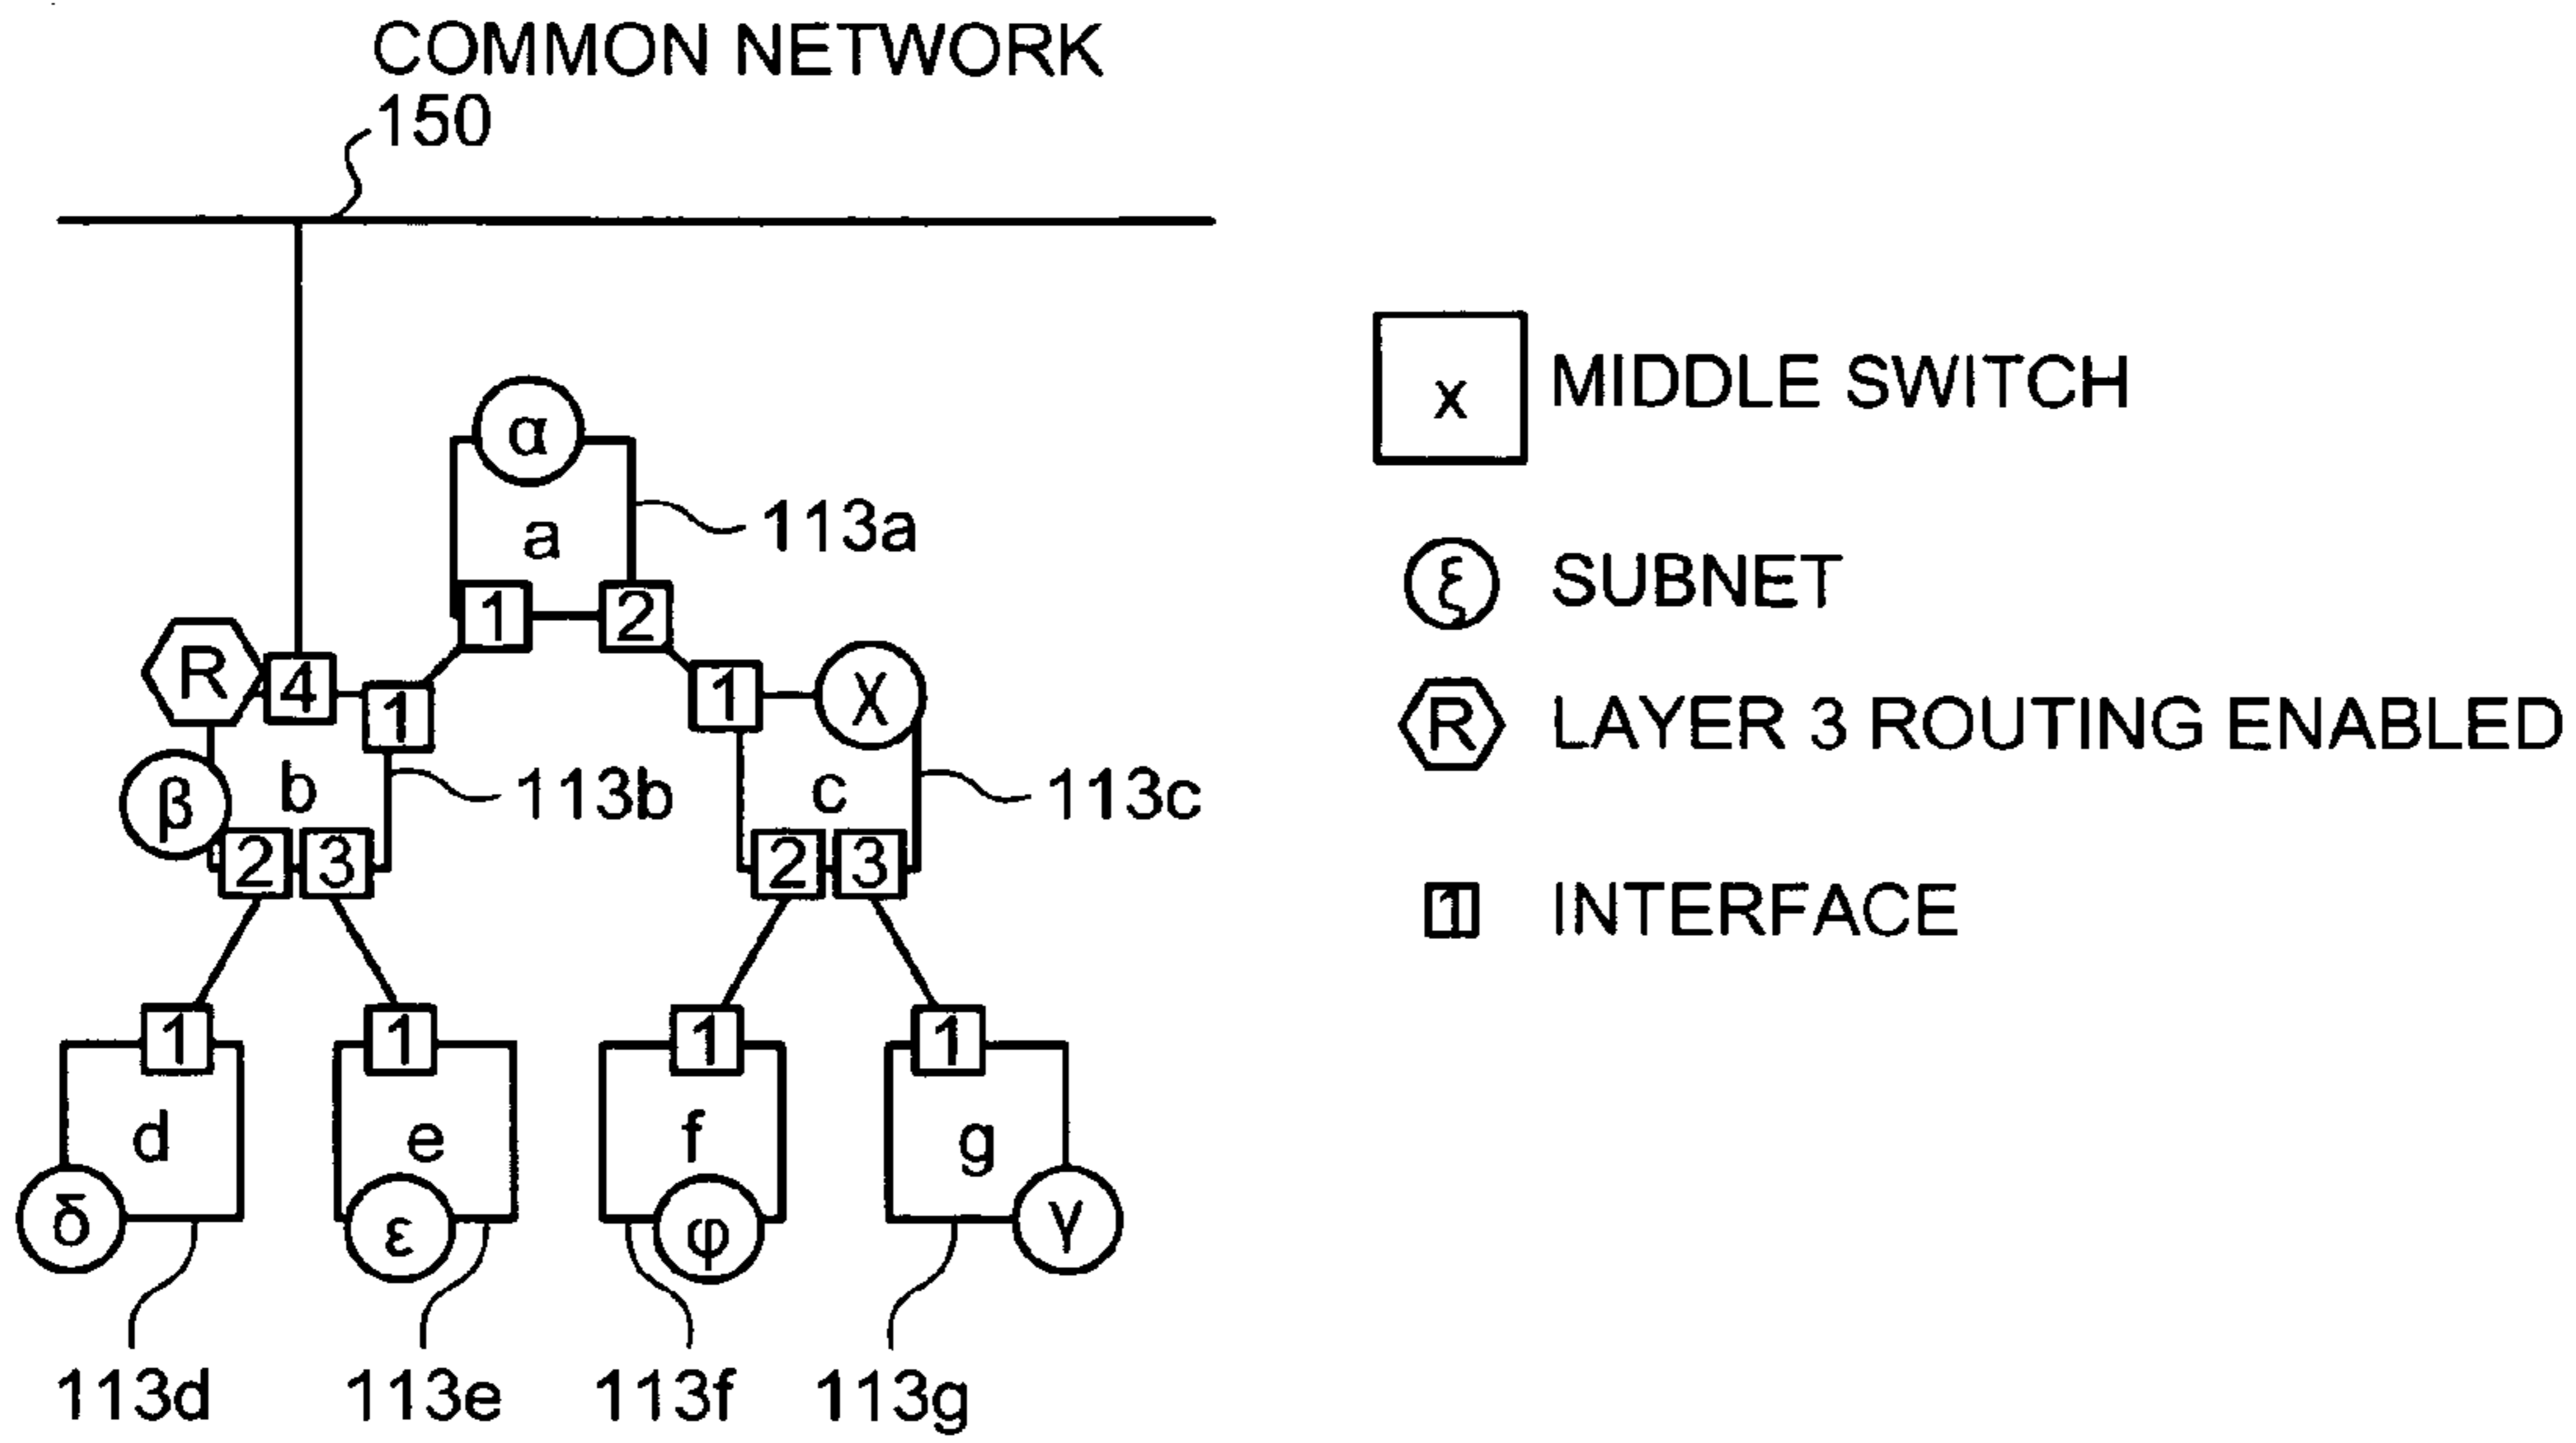 COMMON NETWORK
150
α
a
113a
1 2
R 4 1
1 χ
β b 113b
c 113c
2 3
2 3
1 1 1 1
d e f g
δ ε φ γ
113d 113e 113f 113g
x MIDDLE SWITCH
ξ SUBNET
R LAYER 3 ROUTING ENABLED
1 INTERFACE